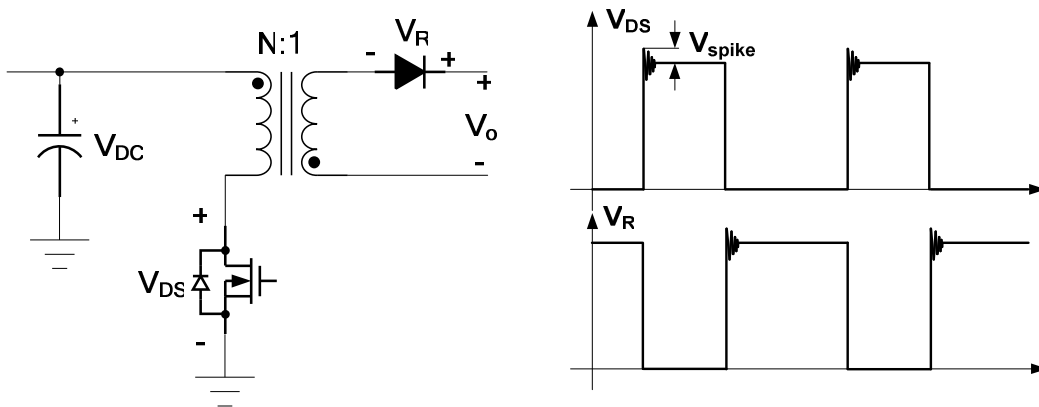 N:1
- V_R +
+
V_DC
+
V_o
-
+
V_DS
-
V_DS
V_spike
V_R